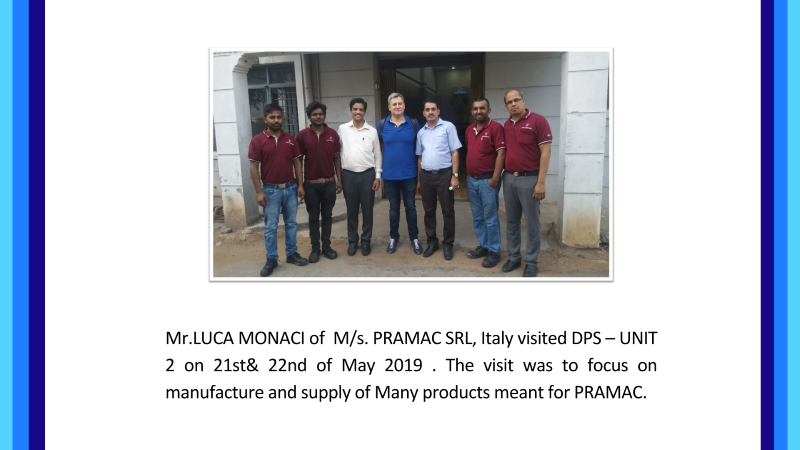 Mr.LUCA MONACI of  M/s. PRAMAC SRL, Italy visited DPS – UNIT
2 on 21st& 22nd of May 2019 . The visit was to focus on
manufacture and supply of Many products meant for PRAMAC.